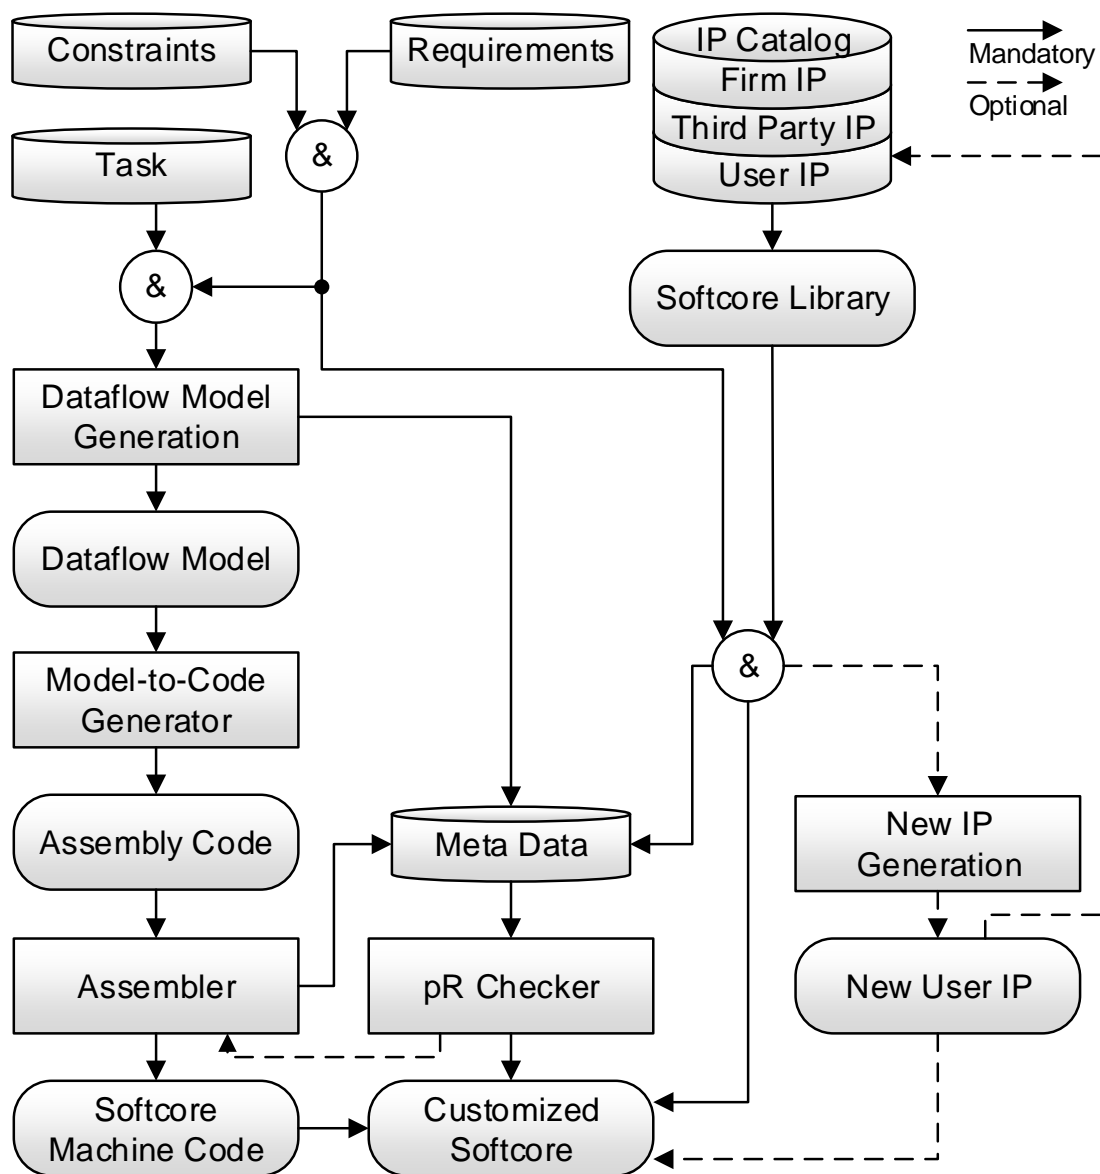 Constraints
Requirements
IP Catalog
Firm IP
Third Party IP
User IP
Mandatory
Optional
Task
&
&
Softcore Library
Dataflow Model
Generation
Dataflow Model
Model-to-Code
Generator
&
Assembly Code
Meta Data
New IP
Generation
Assembler
pR Checker
New User IP
Softcore
Machine Code
Customized
Softcore